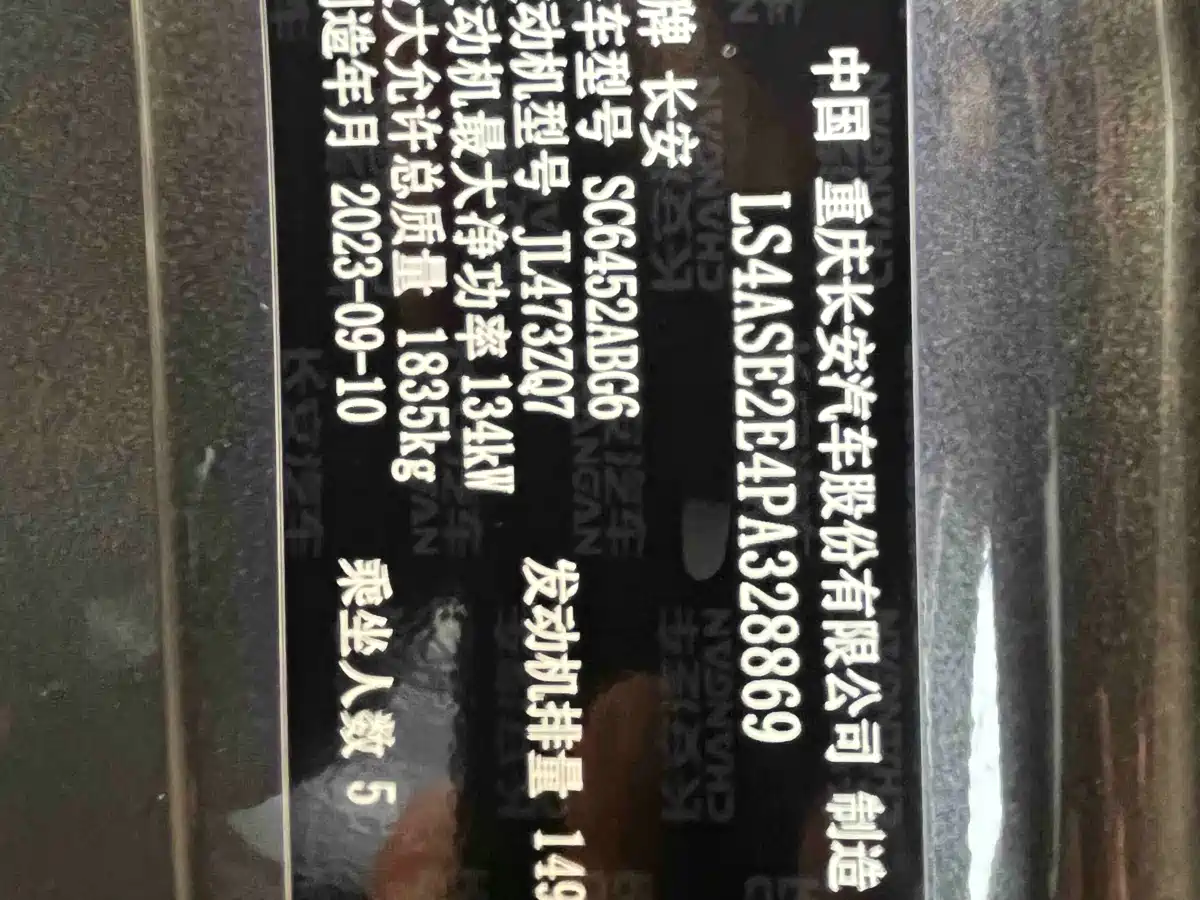 中国 重庆长安汽车股份有限公司 制造
LS4ASE2E4PA328869
牌 长安
车型号 SC6452ABG6
动机型号 JL473ZQ7 发动机排量 149
动机最大净功率 134kW
大允许总质量 1835kg
造年月 2023-09-10 乘坐人数 5